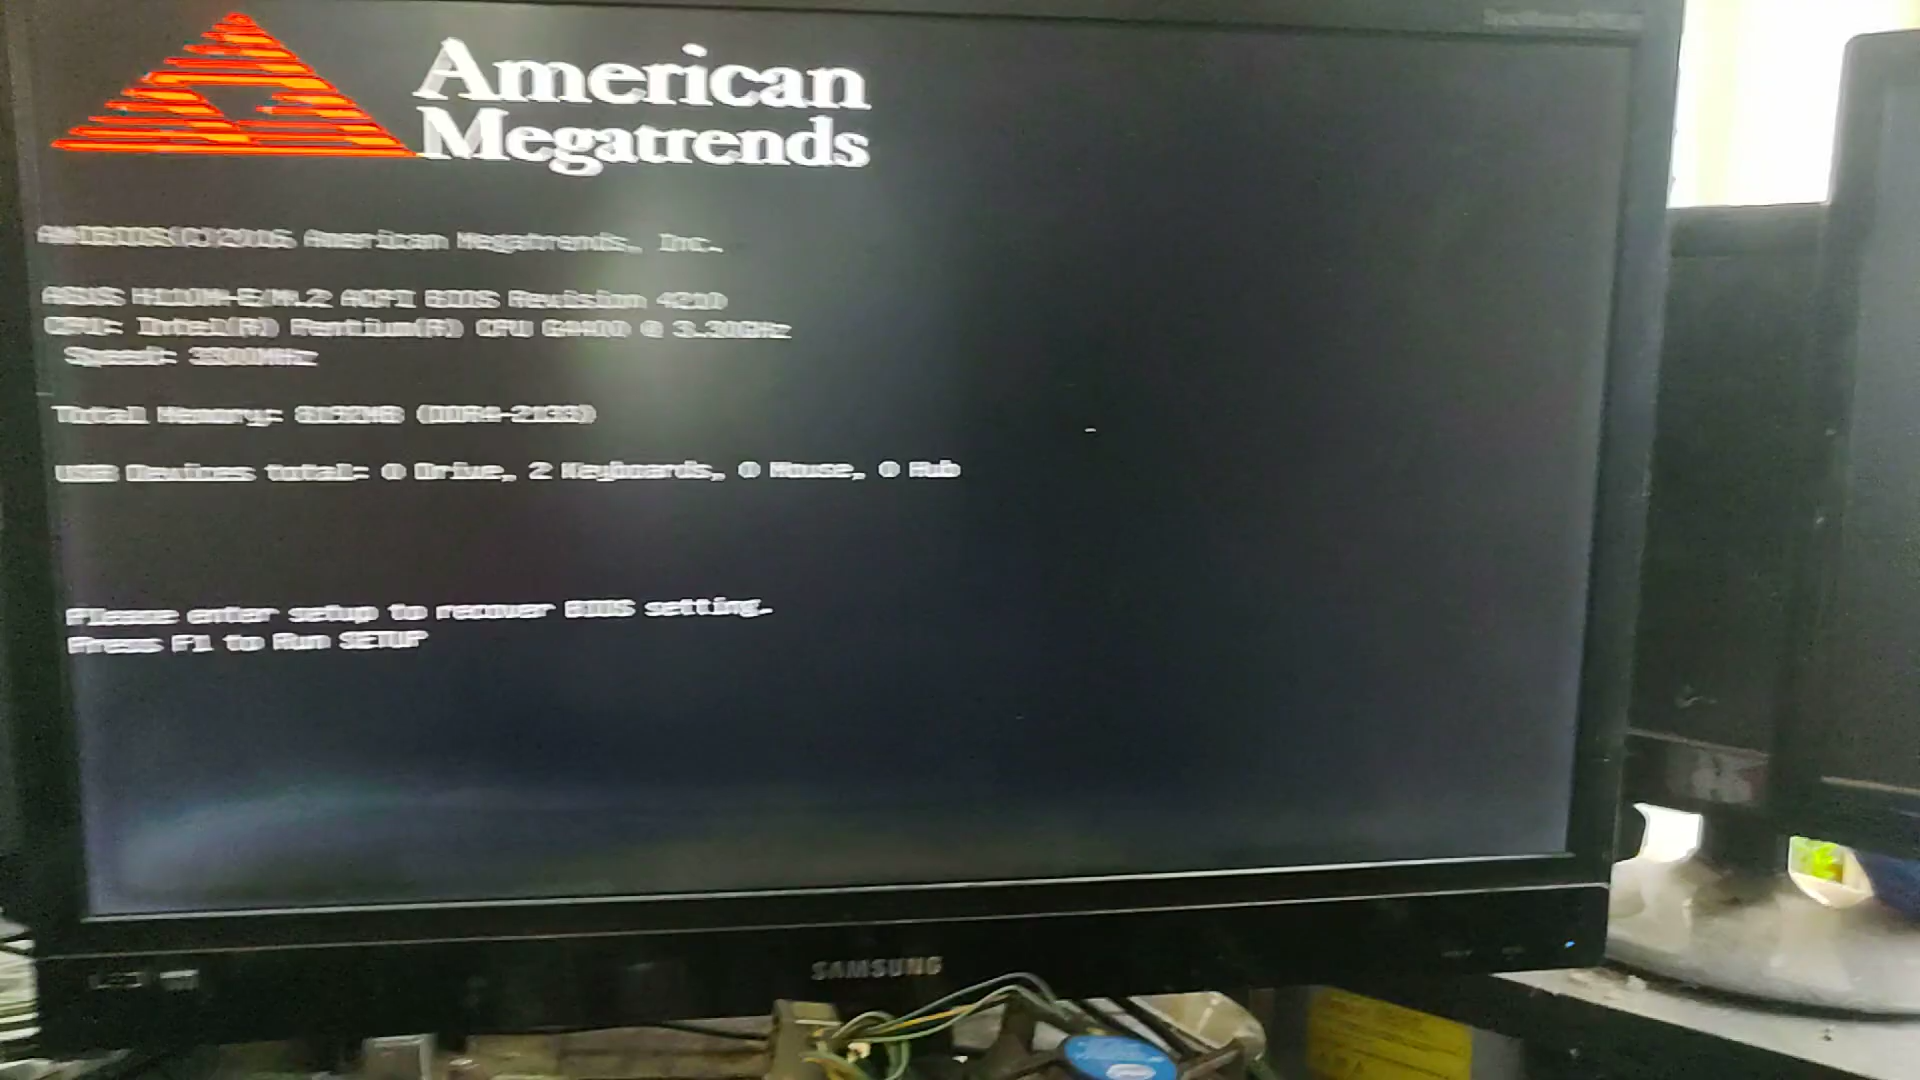 American
Megatrends
AMIBIOS(C)2016 American Megatrends, Inc.
ASUS H110M-E/M.2 ACPI BIOS Revision 4210
CPU: Intel(R) Pentium(R) CPU G4400 @ 3.30GHz
Speed: 3300MHz
Total Memory: 8192MB (DDR4-2133)
USB Devices total: 0 Drive, 2 Keyboards, 0 Mouse, 0 Hub
Please enter setup to recover BIOS setting.
Press F1 to Run SETUP
SAMSUNG